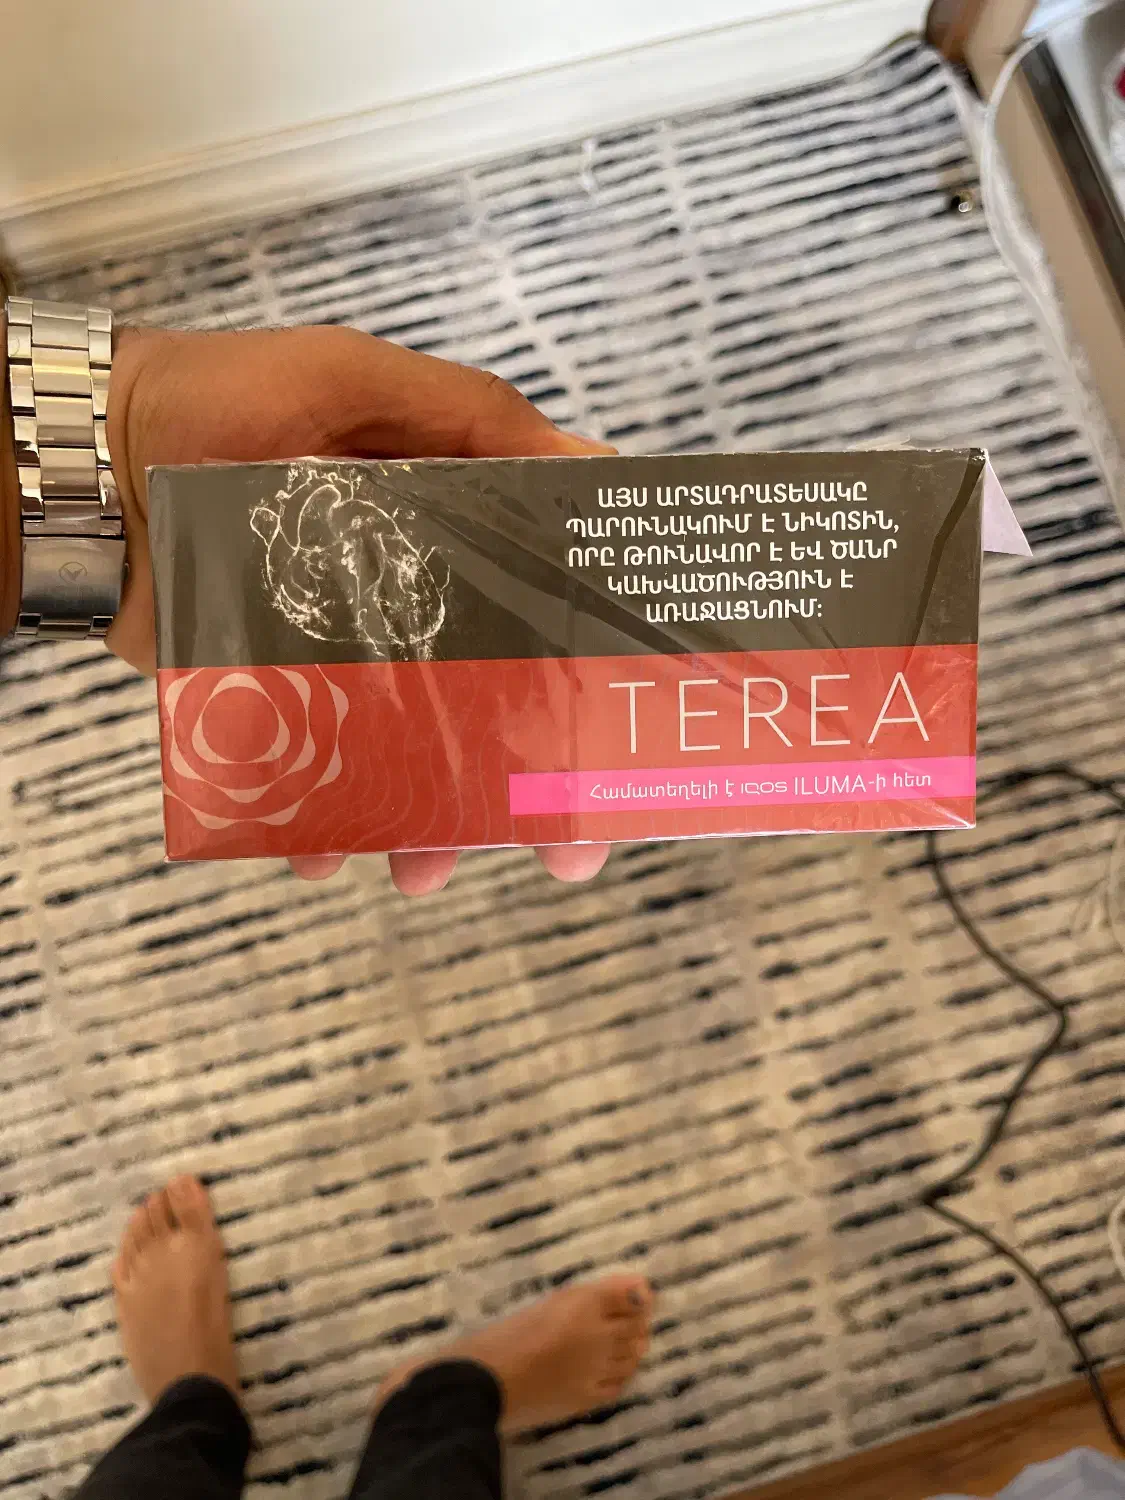 ԱՅՍ ԱՐՏԱԴՐԱՏԵՍԱԿԸ
ՊԱՐՈՒՆԱԿՈՒՄ Է ՆԻԿՈՏԻՆ,
ՈՐԸ ԹՈՒՆԱՎՈՐ Է ԵՎ ԾԱՆՐ
ԿԱԽՎԱԾՈՒԹՅՈՒՆ Է
ԱՌԱՋԱՑՆՈՒՄ:
TEREA
Համատեղելի է IQOS ILUMA-ի հետ